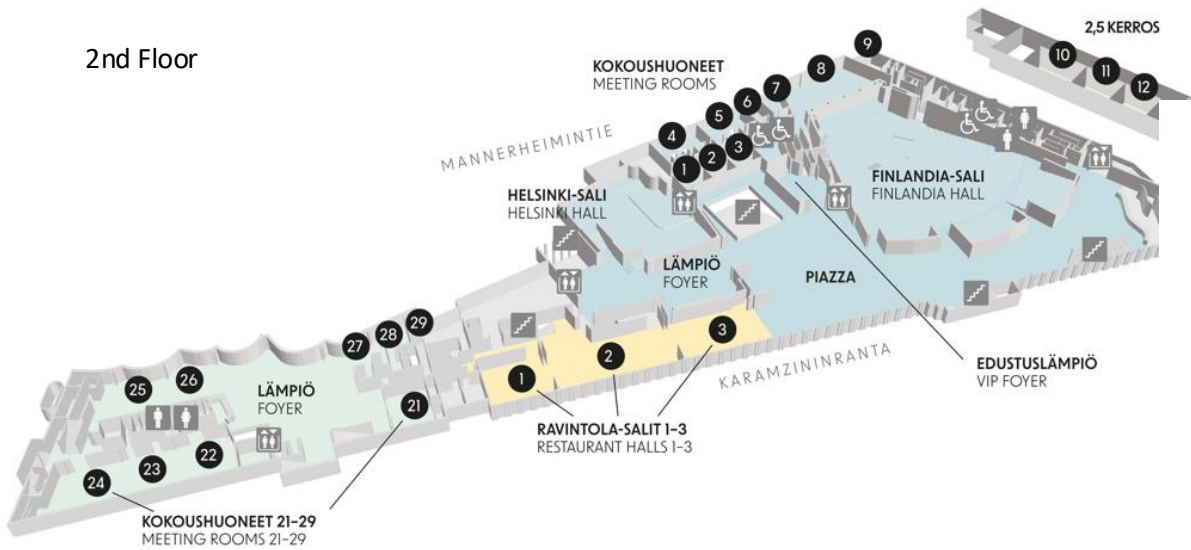 2nd Floor
2,5 KERROS
10
11
12
9
8
KOKOUSHUONEET
MEETING ROOMS
7
6
5
4
3
2
1
MANNERHEIMINTIE
FINLANDIA-SALI
FINLANDIA HALL
HELSINKI-SALI
HELSINKI HALL
LÄMPIÖ
FOYER
PIAZZA
EDUSTUSLÄMPIÖ
VIP FOYER
KARAMZININRANTA
3
2
1
RAVINTOLA-SALIT 1–3
RESTAURANT HALLS 1–3
29
28
27
26
25
LÄMPIÖ
FOYER
21
22
23
24
KOKOUSHUONEET 21–29
MEETING ROOMS 21–29